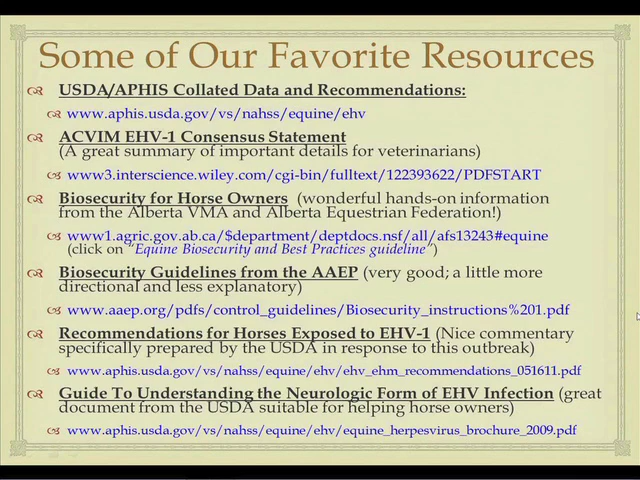 Some of Our Favorite Resources
USDA/APHIS Collated Data and Recommendations:
www.aphis.usda.gov/vs/nahss/equine/ehv
ACVIM EHV-1 Consensus Statement
(A great summary of important details for veterinarians)
www3.interscience.wiley.com/cgi-bin/fulltext/122393622/PDFSTART
Biosecurity for Horse Owners (wonderful hands-on information
from the Alberta VMA and Alberta Equestrian Federation!)
www1.agric.gov.ab.ca/$department/deptdocs.nsf/all/afs13243#equine
(click on "Equine Biosecurity and Best Practices guideline")
Biosecurity Guidelines from the AAEP (very good; a little more
directional and less explanatory)
www.aaep.org/pdfs/control_guidelines/Biosecurity_instructions%201.pdf
Recommendations for Horses Exposed to EHV-1 (Nice commentary
specifically prepared by the USDA in response to this outbreak)
www.aphis.usda.gov/vs/nahss/equine/ehv/ehv_ehm_recommendations_051611.pdf
Guide To Understanding the Neurologic Form of EHV Infection (great
document from the USDA suitable for helping horse owners)
www.aphis.usda.gov/vs/nahss/equine/ehv/equine_herpesvirus_brochure_2009.pdf